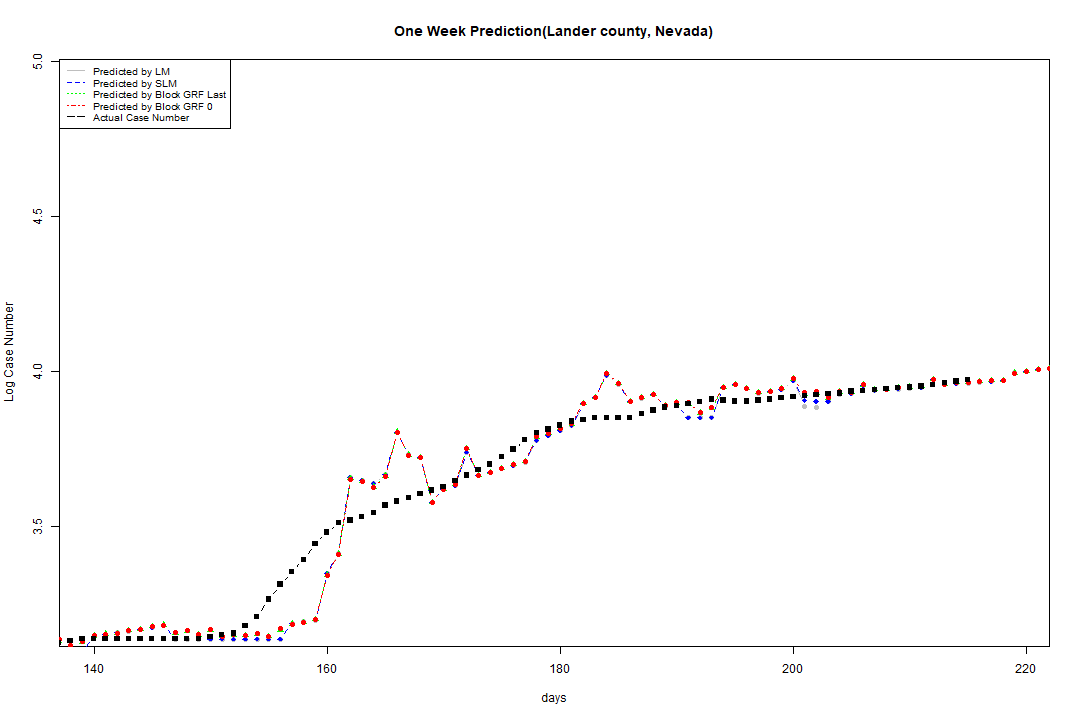 One Week Prediction(Lander county, Nevada)
Predicted by LM
Predicted by SLM
Predicted by Block GRF Last
Predicted by Block GRF 0
Actual Case Number
5.0
4.5
4.0
3.5
Log Case Number
140 160 180 200 220
days